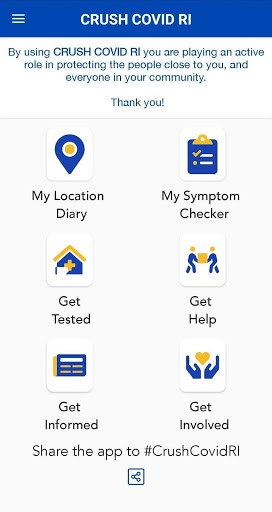 CRUSH COVID RI
By using CRUSH COVID RI you are playing an active
role in protecting the people close to you, and
everyone in your community.
Thank you!
My Location
Diary
My Symptom
Checker
Get
Tested
Get
Help
Get
Informed
Get
Involved
Share the app to #CrushCovidRI